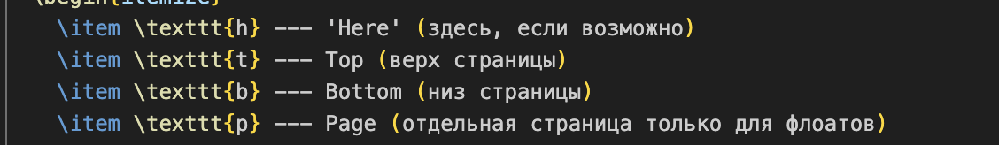 \begin{itemize}
\item \texttt{h} --- 'Here' (здесь, если возможно)
\item \texttt{t} --- Top (верх страницы)
\item \texttt{b} --- Bottom (низ страницы)
\item \texttt{p} --- Page (отдельная страница только для флоатов)